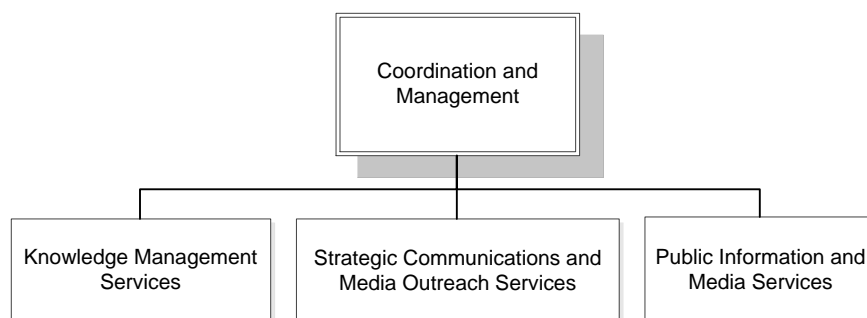 Coordination and
Management
Knowledge Management
Services
Strategic Communications and
Media Outreach Services
Public Information and
Media Services